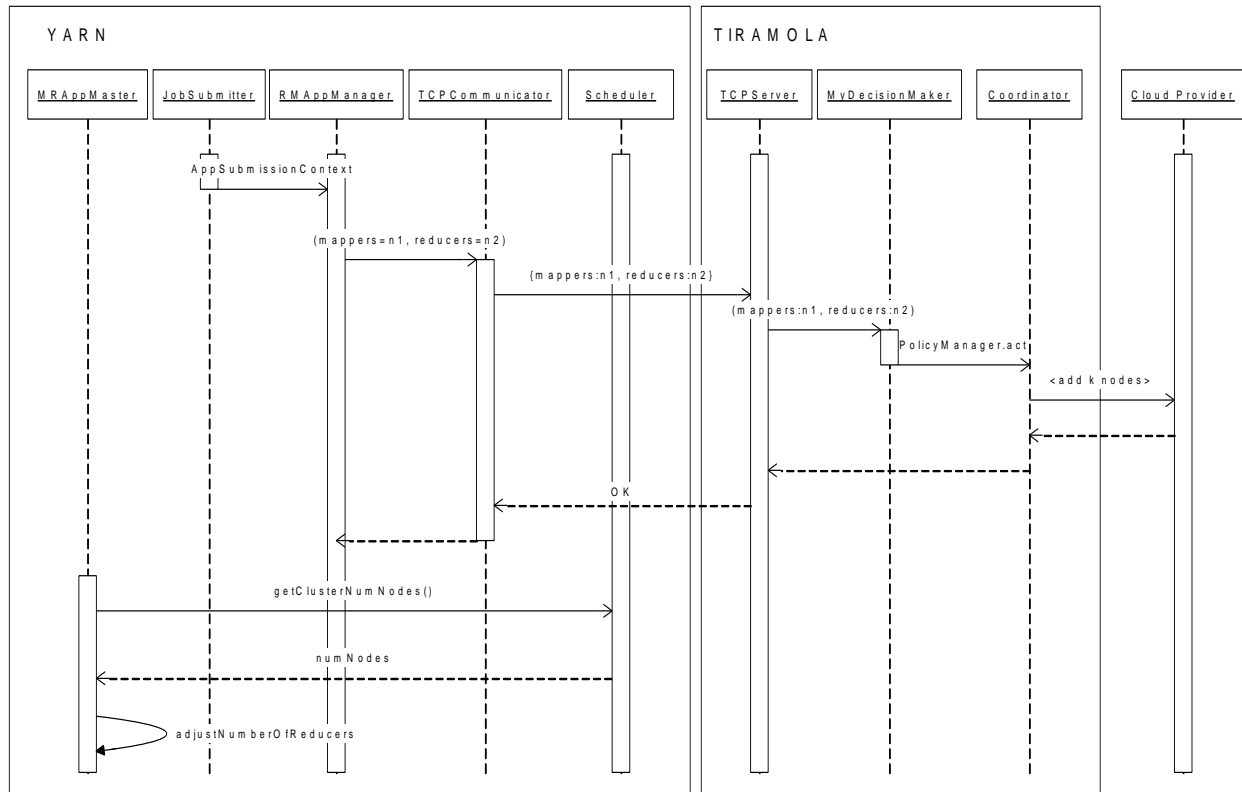 YARN
TIRAMOLA
MRAppMaster
JobSubmitter
RMAppManager
TCPCommunicator
Scheduler
TCPServer
MyDecisionMaker
Coordinator
Cloud Provider
AppSubmissionContext
(mappers=n1, reducers=n2)
{mappers:n1, reducers:n2}
(mappers:n1, reducers:n2)
PolicyManager.act
<add k nodes>
OK
getClusterNumNodes()
numNodes
adjustNumberOfReducers